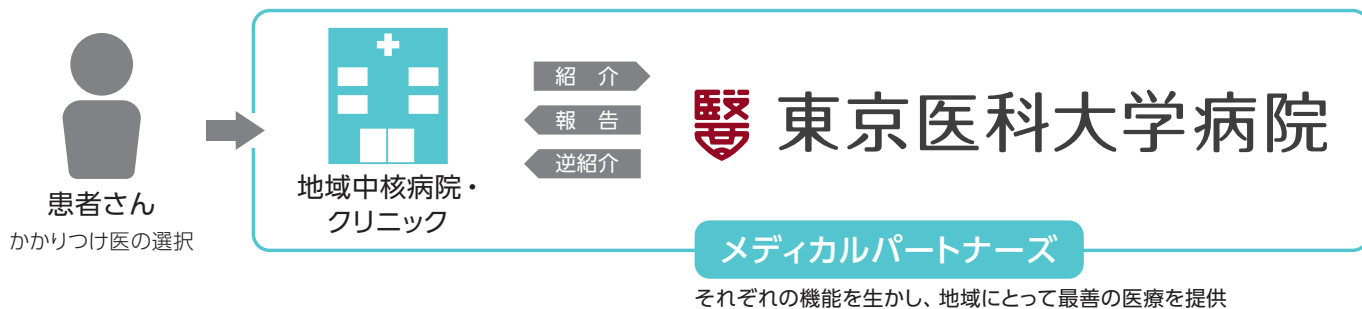 患者さん
かかりつけ医の選択
地域中核病院・
クリニック
紹 介
報 告
逆紹介
東京医科大学病院
メディカルパートナーズ
それぞれの機能を生かし、地域にとって最善の医療を提供